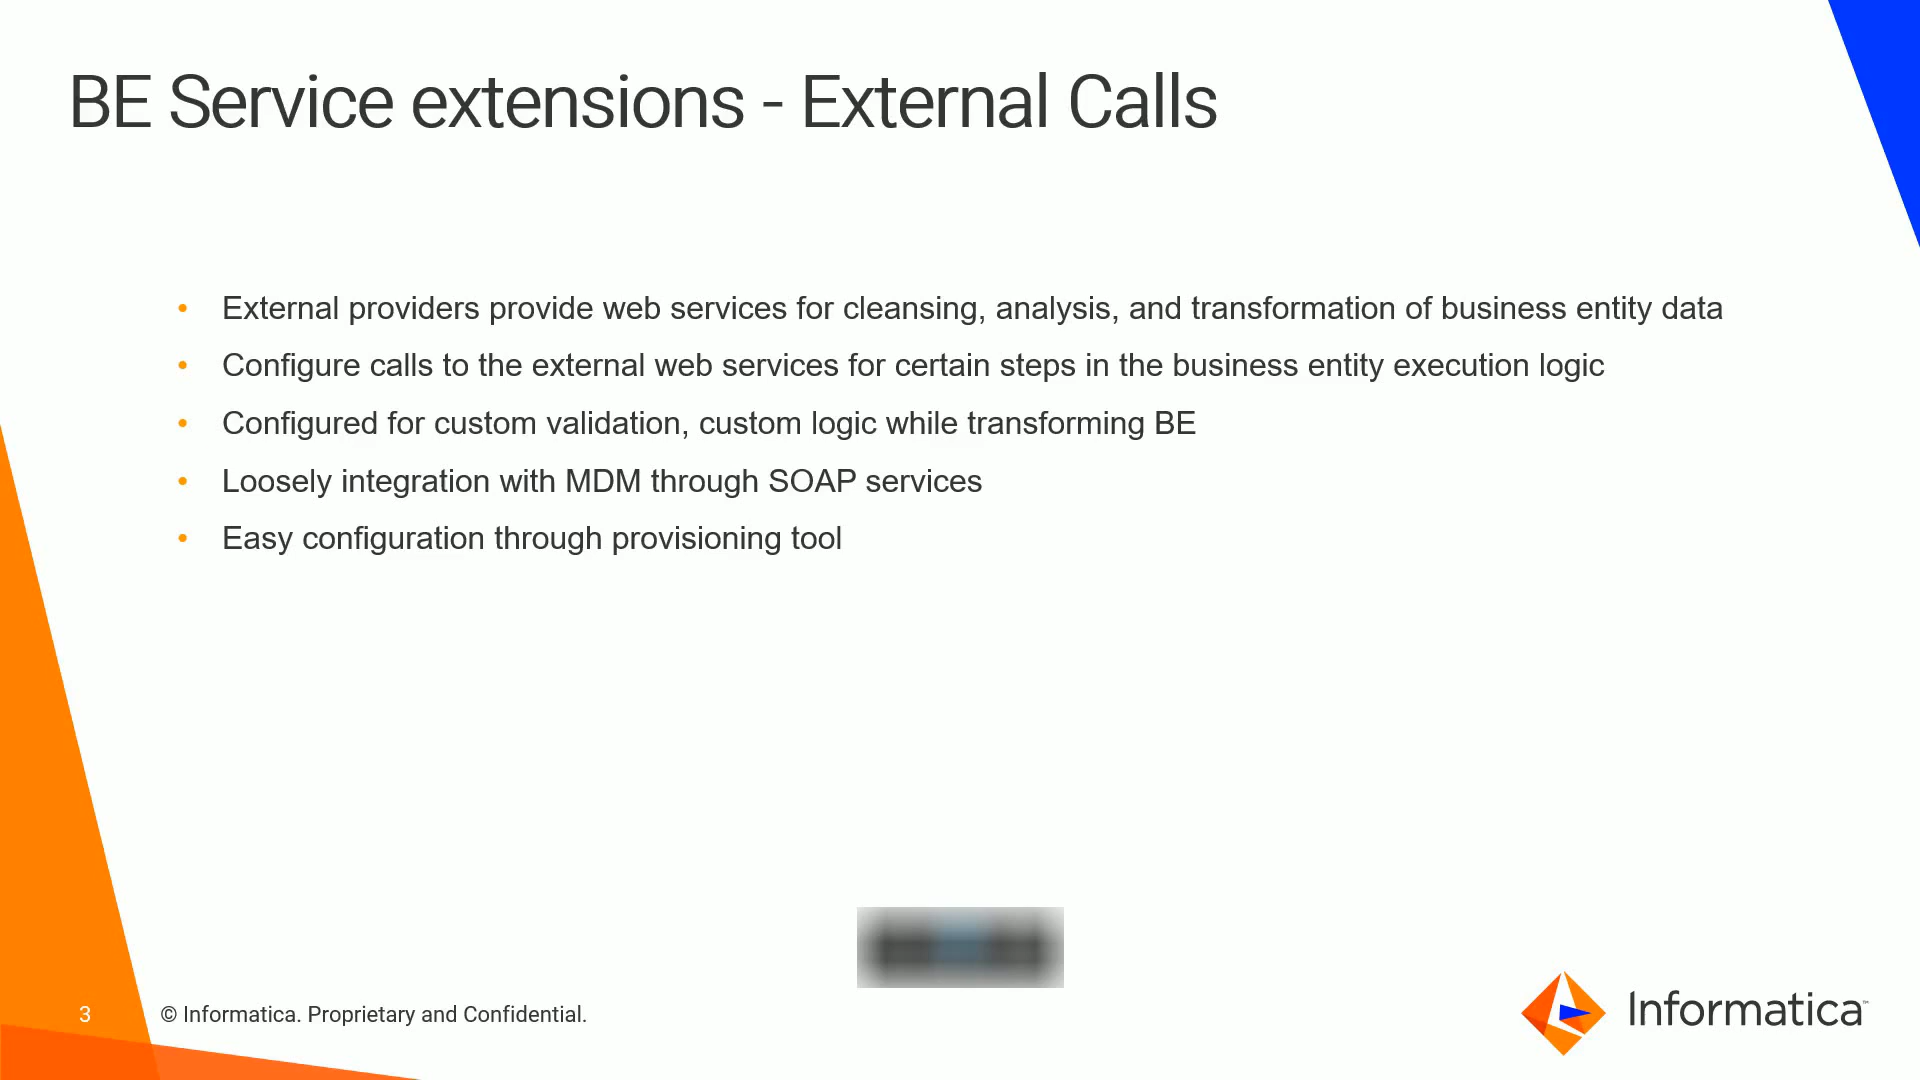 BE Service extensions - External Calls
• External providers provide web services for cleansing, analysis, and transformation of business entity data
• Configure calls to the external web services for certain steps in the business entity execution logic
• Configured for custom validation, custom logic while transforming BE
• Loosely integration with MDM through SOAP services
• Easy configuration through provisioning tool
3
© Informatica. Proprietary and Confidential.
Informatica™